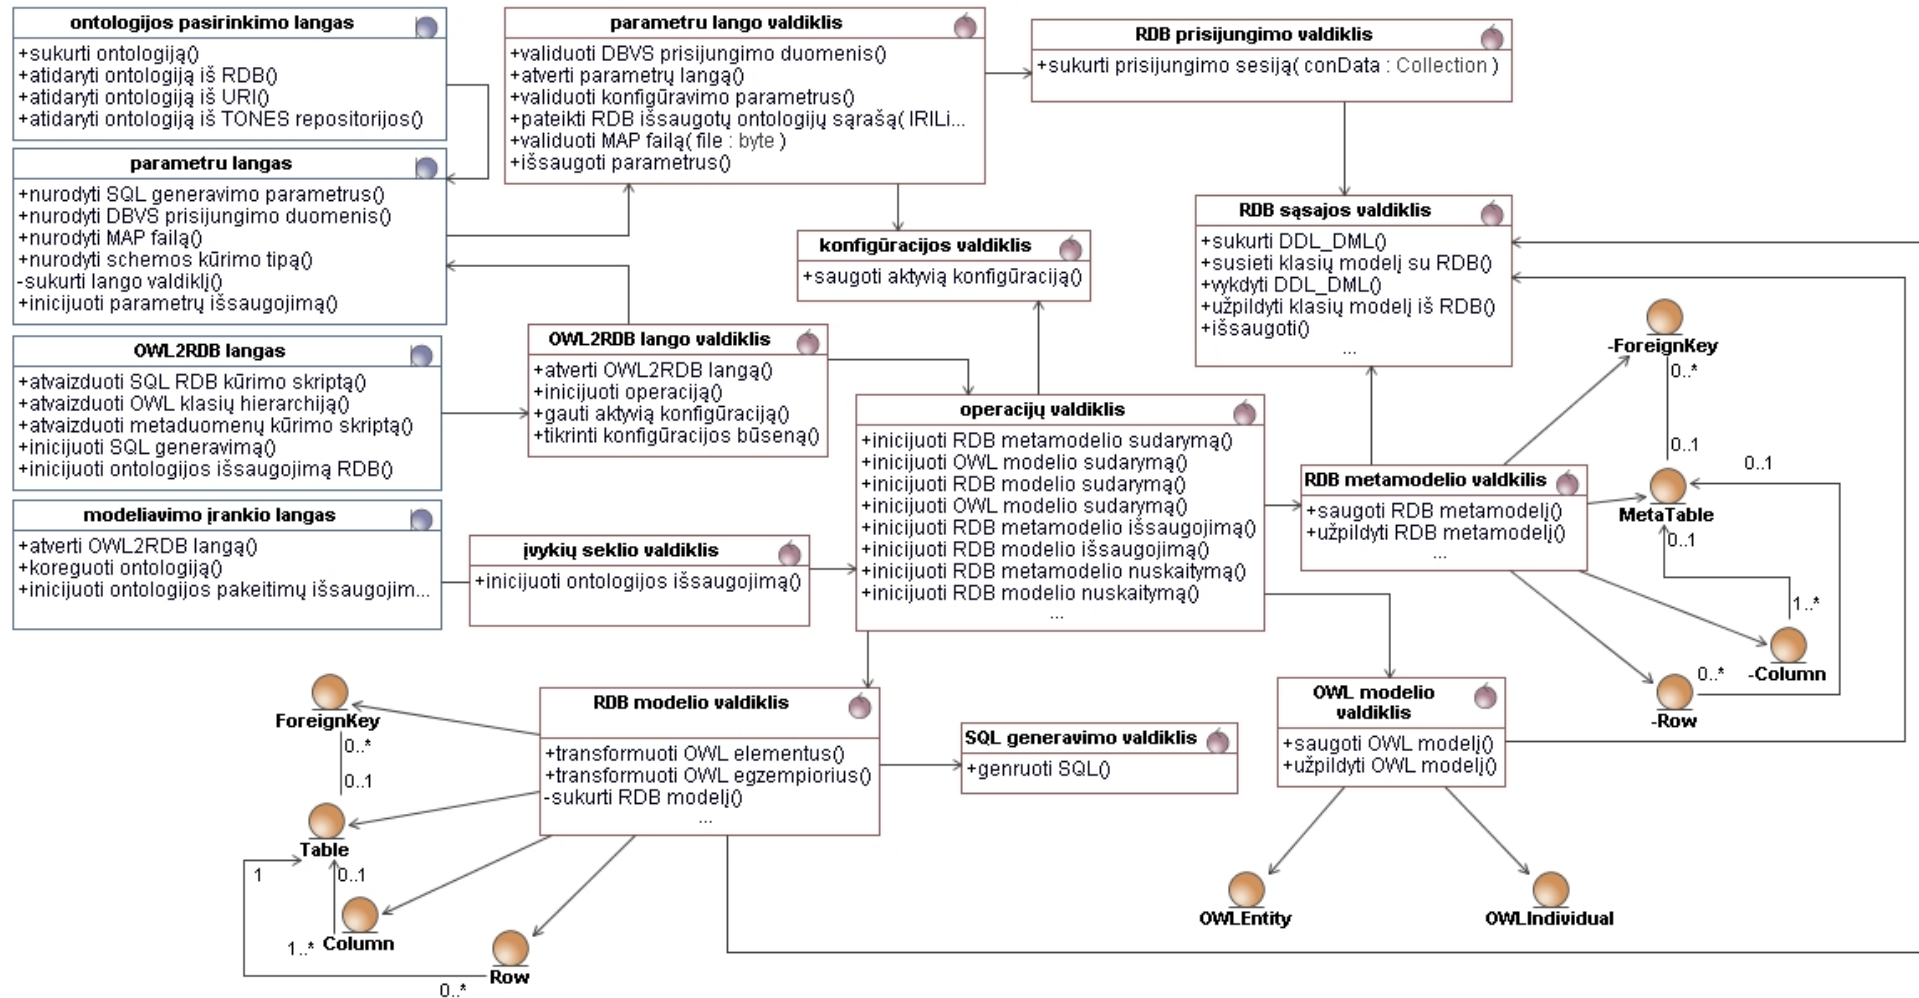 ontologijos pasirinkimo langas
+sukurti ontologiją()
+atidaryti ontologiją iš RDB()
+atidaryti ontologiją iš URI()
+atidaryti ontologiją iš TONES repositorijos()
parametru langas
+nurodyti SQL generavimo parametrus()
+nurodyti DBVS prisijungimo duomenis()
+nurodyti MAP failą()
+nurodyti schemos kūrimo tipą()
-sukurti lango valdiklį()
+inicijuoti parametrų išsaugojimą()
OWL2RDB langas
+atvaizduoti SQL RDB kūrimo skriptą()
+atvaizduoti OWL klasių hierarchiją()
+atvaizduoti metaduomenų kūrimo skriptą()
+inicijuoti SQL generavimą()
+inicijuoti ontologijos išsaugojimą RDB()
modeliavimo įrankio langas
+atverti OWL2RDB langą()
+koreguoti ontologiją()
+inicijuoti ontologijos pakeitimų išsaugojim...
parametru lango valdiklis
+validuoti DBVS prisijungimo duomenis()
+atverti parametrų langą()
+validuoti konfigūravimo parametrus()
+pateikti RDB išsaugotų ontologijų sąrašą( IRILi...
+validuoti MAP failą( file : byte )
+išsaugoti parametrus()
RDB prisijungimo valdiklis
+sukurti prisijungimo sesiją( conData : Collection )
konfigūracijos valdiklis
+saugoti aktyvią konfigūraciją()
RDB sąsajos valdiklis
+sukurti DDL_DML()
+susieti klasių modelį su RDB()
+vykdyti DDL_DML()
+užpildyti klasių modelį iš RDB()
+išsaugoti()
...
OWL2RDB lango valdiklis
+atverti OWL2RDB langą()
+inicijuoti operaciją()
+gauti aktyvią konfigūraciją()
+tikrinti konfigūracijos būseną()
įvykių seklio valdiklis
+inicijuoti ontologijos išsaugojimą()
operacijų valdiklis
+inicijuoti RDB metamodelio sudarymą()
+inicijuoti OWL modelio sudarymą()
+inicijuoti RDB modelio sudarymą()
+inicijuoti OWL modelio sudarymą()
+inicijuoti RDB metamodelio išsaugojimą()
+inicijuoti RDB modelio išsaugojimą()
+inicijuoti RDB metamodelio nuskaitymą()
+inicijuoti RDB modelio nuskaitymą()
...
RDB metamodelio valdkilis
+saugoti RDB metamodelį()
+užpildyti RDB metamodelį()
...
-ForeignKey
0..*
0..1
0..1
MetaTable
0..1
1..*
-Column
0..*
-Row
RDB modelio valdiklis
+transformuoti OWL elementus()
+transformuoti OWL egzempiorius()
-sukurti RDB modelį()
...
SQL generavimo valdiklis
+genruoti SQL()
OWL modelio
valdiklis
+saugoti OWL modelį()
+užpildyti OWL modelį()
ForeignKey
0..*
0..1
Table
1
0..1
1..*
Column
Row
0..*
OWLEntity
OWLIndividual